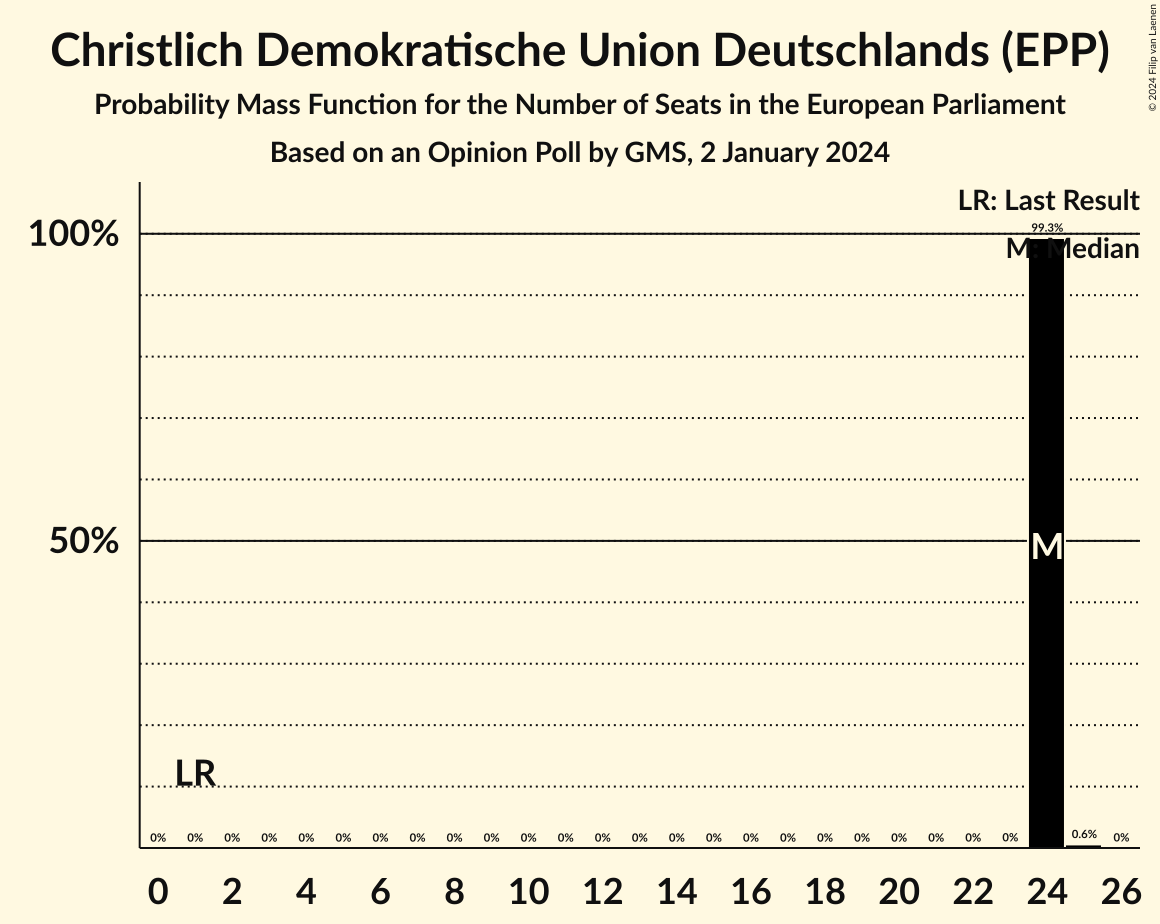 Christlich Demokratische Union Deutschlands (EPP)
Probability Mass Function for the Number of Seats in the European Parliament
Based on an Opinion Poll by GMS, 2 January 2024
© 2024 Filip van Laenen
LR: Last Result
M: Median
100%
50%
99.3%
M
LR
0% 0% 0% 0% 0% 0% 0% 0% 0% 0% 0% 0% 0% 0% 0% 0% 0% 0% 0% 0% 0% 0% 0% 0% 0.6% 0%
0 2 4 6 8 10 12 14 16 18 20 22 24 26